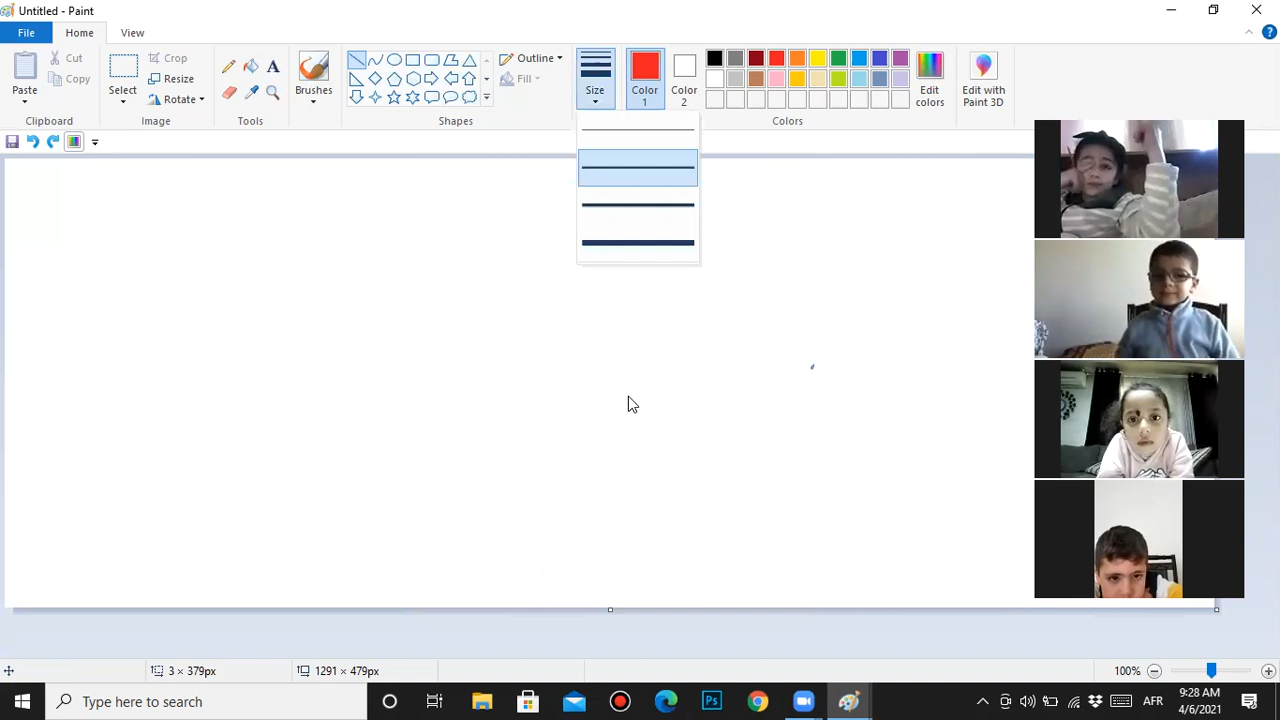 Untitled - Paint
File
Home
View
Paste
Cut
Copy
Clipboard
Select
Crop
Resize
Rotate
Image
A
Tools
Brushes
Outline
Fill
Shapes
Size
Color
1
Color
2
Colors
Edit
colors
Edit with
Paint 3D
3 × 379px
1291 × 479px
100%
Type here to search
Ps
AFR
9:28 AM
4/6/2021